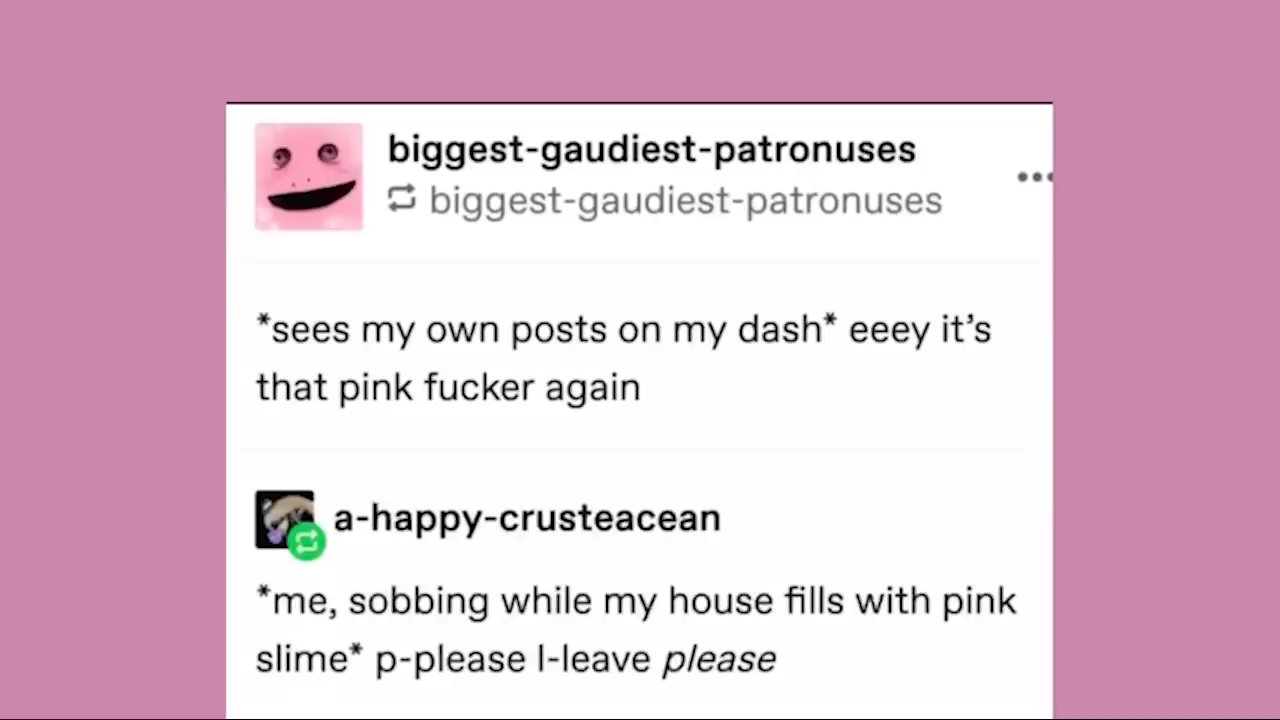 biggest-gaudiest-patronuses
biggest-gaudiest-patronuses
*sees my own posts on my dash* eeey it's
that pink fucker again
a-happy-crusteacean
*me, sobbing while my house fills with pink
slime* p-please l-leave please